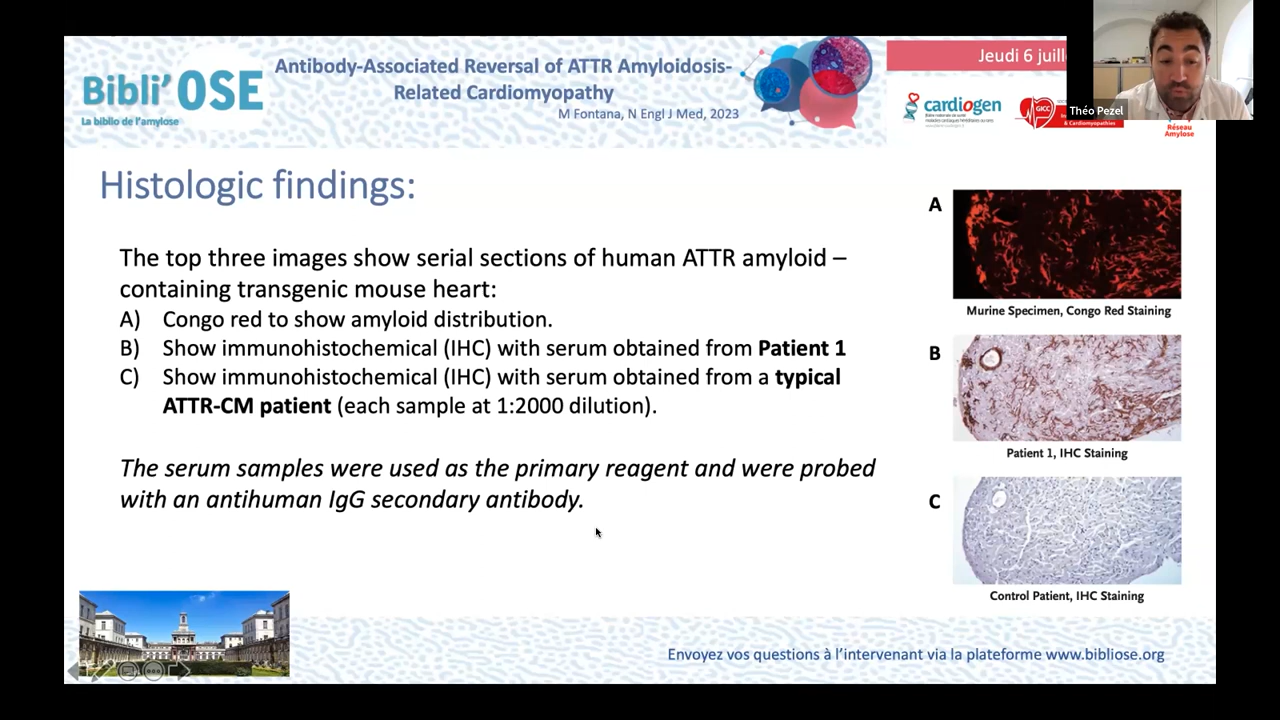 Bibli'OSE
La biblio de l'amylose
Antibody-Associated Reversal of ATTR Amyloidosis-
Related Cardiomyopathy
M Fontana, N Engl J Med, 2023
Jeudi 6 juill
cardiogen
GICC
& Cardiomyopathies
Réseau
Amylose
Théo Pezel
Histologic findings:
The top three images show serial sections of human ATTR amyloid –
containing transgenic mouse heart:
A) Congo red to show amyloid distribution.
B) Show immunohistochemical (IHC) with serum obtained from Patient 1
C) Show immunohistochemical (IHC) with serum obtained from a typical
ATTR-CM patient (each sample at 1:2000 dilution).
The serum samples were used as the primary reagent and were probed
with an antihuman IgG secondary antibody.
A
Murine Specimen, Congo Red Staining
B
Patient 1, IHC Staining
C
Control Patient, IHC Staining
Envoyez vos questions à l'intervenant via la plateforme www.bibliose.org